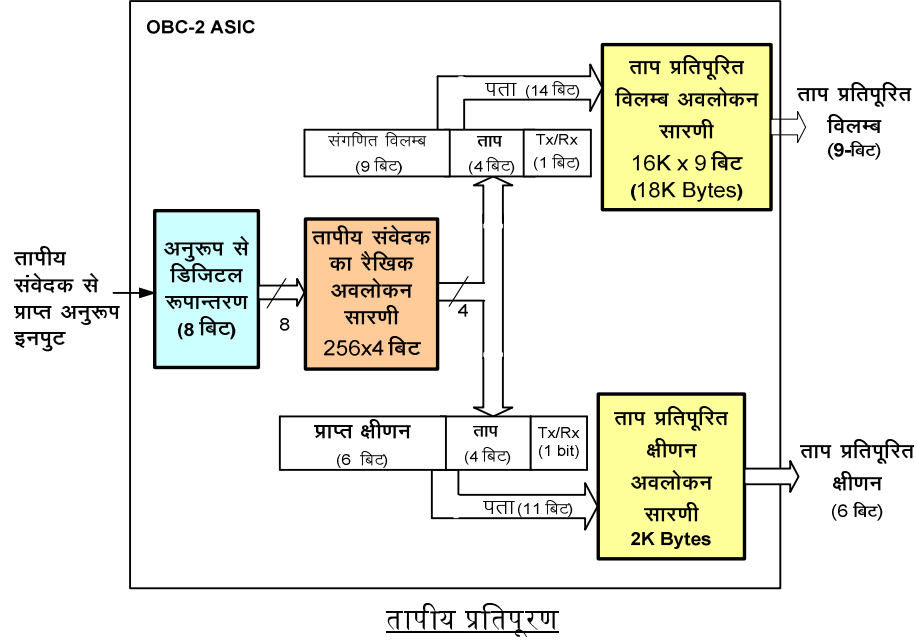 OBC-2 ASIC
ताप प्रतिपूरित
विलम्ब अवलोकन
सारणी
16K x 9 बिट
(18K Bytes)
पता (14 बिट)
ताप प्रतिपूरित
विलम्ब
(9-बिट)
संगणित विलम्ब
(9 बिट)
ताप
(4 बिट)
Tx/Rx
(1 बिट)
तापीय
संवेदक से
प्राप्त अनुरूप
इनपुट
अनुरूप से
डिजिटल
रूपान्तरण
(8 बिट)
8
तापीय संवेदक
का रैखिक
अवलोकन
सारणी
256x4 बिट
4
प्राप्त क्षीणन
(6 बिट)
ताप
(4 बिट)
Tx/Rx
(1 bit)
पता (11 बिट)
ताप प्रतिपूरित
क्षीणन
अवलोकन
सारणी
2K Bytes
ताप प्रतिपूरित
क्षीणन
(6 बिट)
तापीय प्रतिपूरण